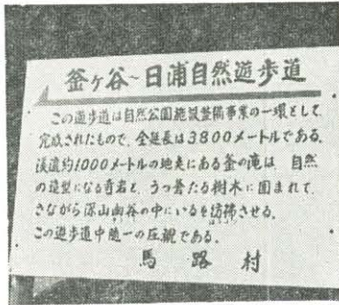 釜ヶ谷~日浦自然遊歩道
この遊歩道は自然公園施設整備事業の一環として
完成されたもので、全延長は3800メートルである。
渓流約1000メートルの地点にある釜の滝は、自然
の造型になる奇岩と、うっ蒼たる樹木に囲まれて、
さながら深山幽谷の中にいるを彷彿させる。
この遊歩道中随一の圧観である。
馬路村